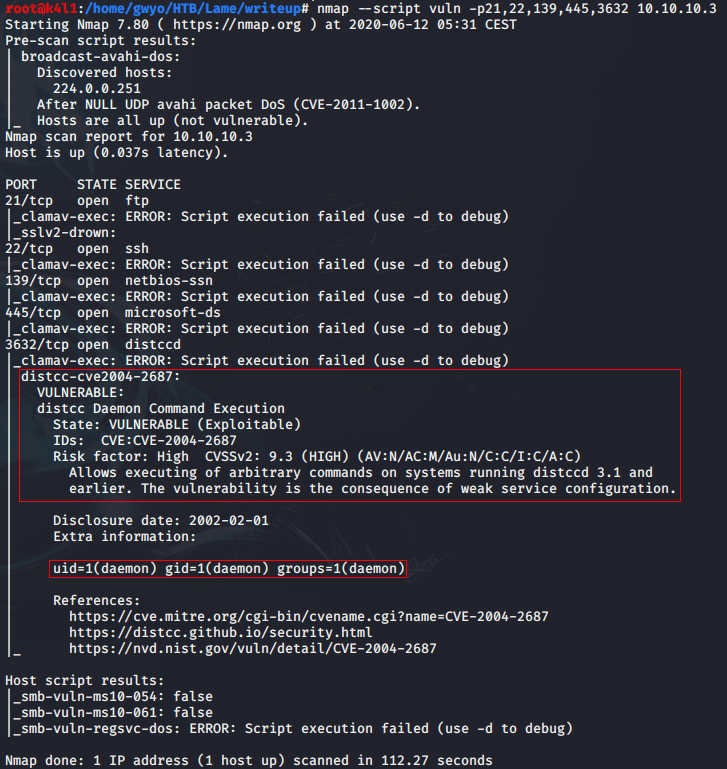 root@k4l1:/home/gwyo/HTB/Lame/writeup# nmap --script vuln -p21,22,139,445,3632 10.10.10.3
Starting Nmap 7.80 ( https://nmap.org ) at 2020-06-12 05:31 CEST
Pre-scan script results:
| broadcast-avahi-dos:
|   Discovered hosts:
|     224.0.0.251
|   After NULL UDP avahi packet DoS (CVE-2011-1002).
|_  Hosts are all up (not vulnerable).
Nmap scan report for 10.10.10.3
Host is up (0.037s latency).

PORT     STATE SERVICE
21/tcp   open  ftp
|_clamav-exec: ERROR: Script execution failed (use -d to debug)
|_sslv2-drown:
22/tcp   open  ssh
|_clamav-exec: ERROR: Script execution failed (use -d to debug)
139/tcp  open  netbios-ssn
|_clamav-exec: ERROR: Script execution failed (use -d to debug)
445/tcp  open  microsoft-ds
|_clamav-exec: ERROR: Script execution failed (use -d to debug)
3632/tcp open  distccd
|_clamav-exec: ERROR: Script execution failed (use -d to debug)
| distcc-cve2004-2687:
|   VULNERABLE:
|   distcc Daemon Command Execution
|     State: VULNERABLE (Exploitable)
|     IDs:  CVE:CVE-2004-2687
|     Risk factor: High  CVSSv2: 9.3 (HIGH) (AV:N/AC:M/Au:N/C:C/I:C/A:C)
|       Allows executing of arbitrary commands on systems running distccd 3.1 and
|       earlier. The vulnerability is the consequence of weak service configuration.
|
|     Disclosure date: 2002-02-01
|     Extra information:
|
|     uid=1(daemon) gid=1(daemon) groups=1(daemon)
|
|     References:
|       https://cve.mitre.org/cgi-bin/cvename.cgi?name=CVE-2004-2687
|       https://distcc.github.io/security.html
|_      https://nvd.nist.gov/vuln/detail/CVE-2004-2687

Host script results:
|_smb-vuln-ms10-054: false
|_smb-vuln-ms10-061: false
|_smb-vuln-regsvc-dos: ERROR: Script execution failed (use -d to debug)

Nmap done: 1 IP address (1 host up) scanned in 112.27 seconds